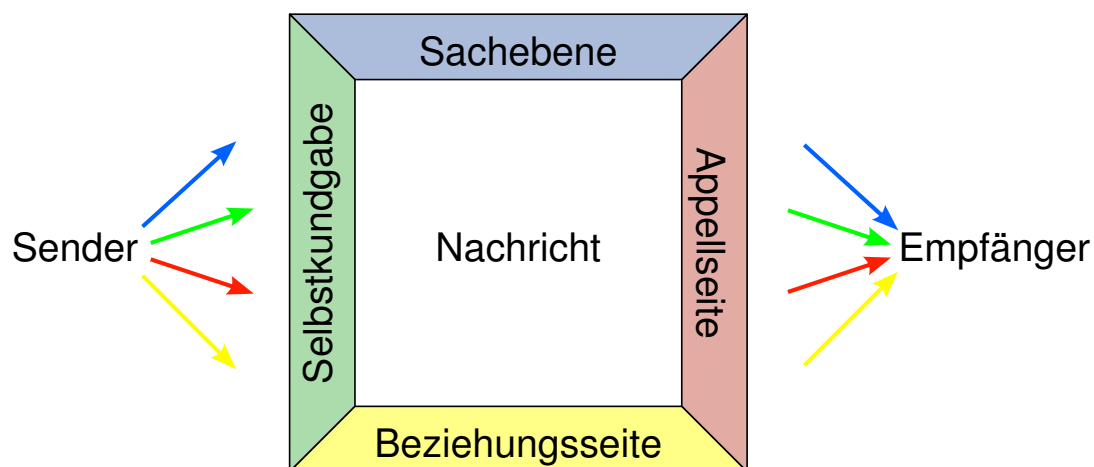 Sachebene
Sender
Selbstkundgabe
Nachricht
Appellseite
Empfänger
Beziehungsseite